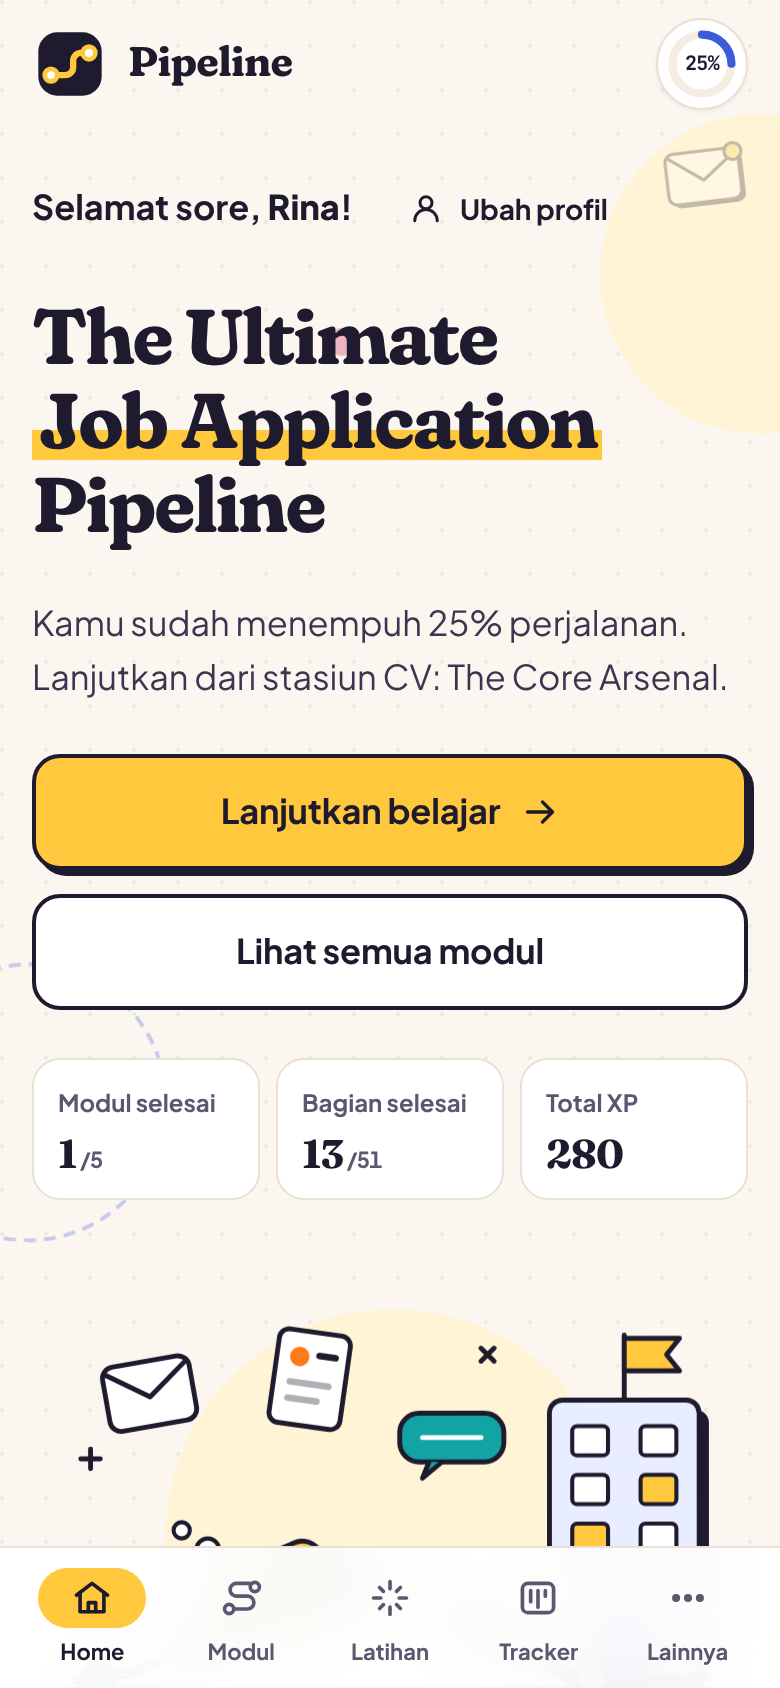 Pipeline
25%
Selamat sore, Rina!
Ubah profil
The Ultimate
Job Application
Pipeline
Kamu sudah menempuh 25% perjalanan.
Lanjutkan dari stasiun CV: The Core Arsenal.
Lanjutkan belajar →
Lihat semua modul
Modul selesai
1/5
Bagian selesai
13/51
Total XP
280
Home
Modul
Latihan
Tracker
Lainnya